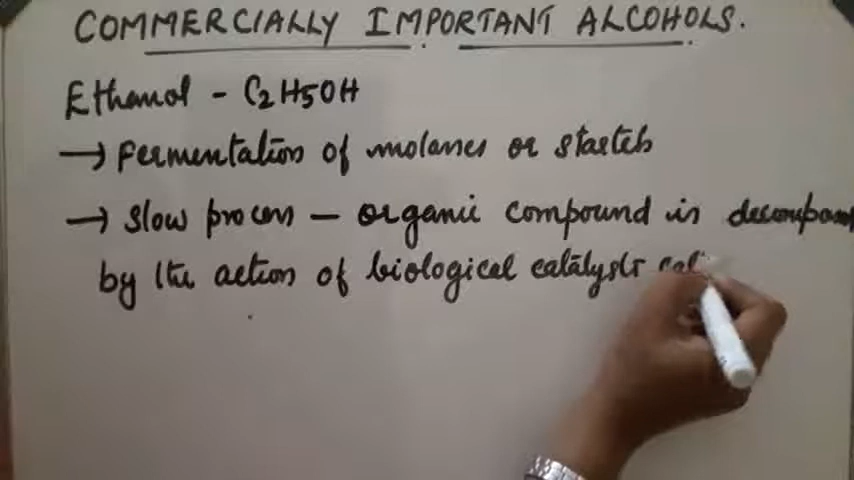 COMMERCIALLY IMPORTANT ALCOHOLS.
Ethanol - C2H5OH
→ Fermentation of molasses or starch
→ Slow process - organic compound is
by the action of biological catalysts